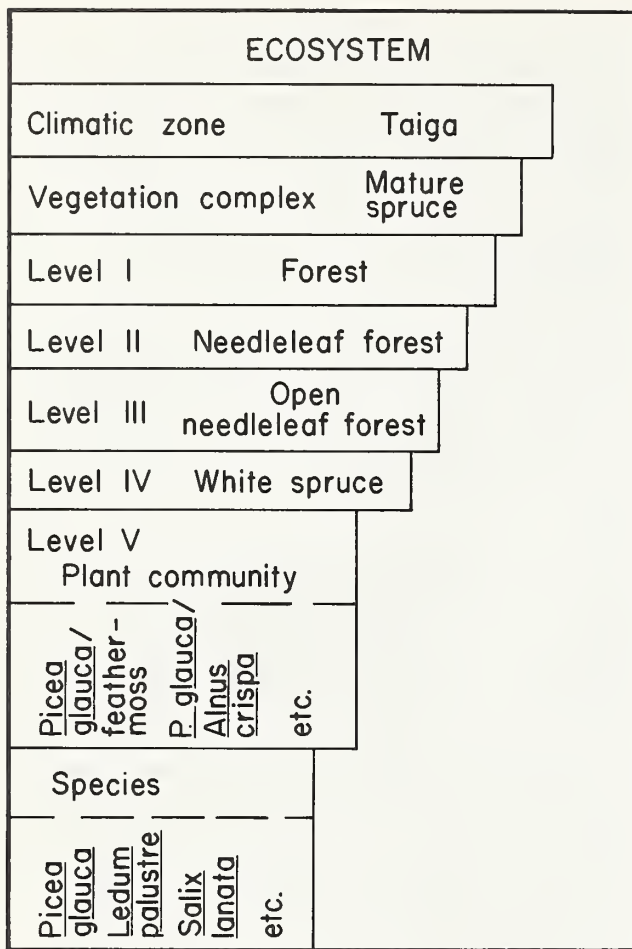 ECOSYSTEM
Climatic zone Taiga
Vegetation complex Mature
spruce
Level I Forest
Level II Needleleaf forest
Level III Open
needleleaf forest
Level IV White spruce
Level V
Plant community
Picea
glauca/
feather-
moss
P. glauca/
Alnus
crispa
etc.
Species
Picea
glauca
Ledum
palustre
Salix
lanata
etc.